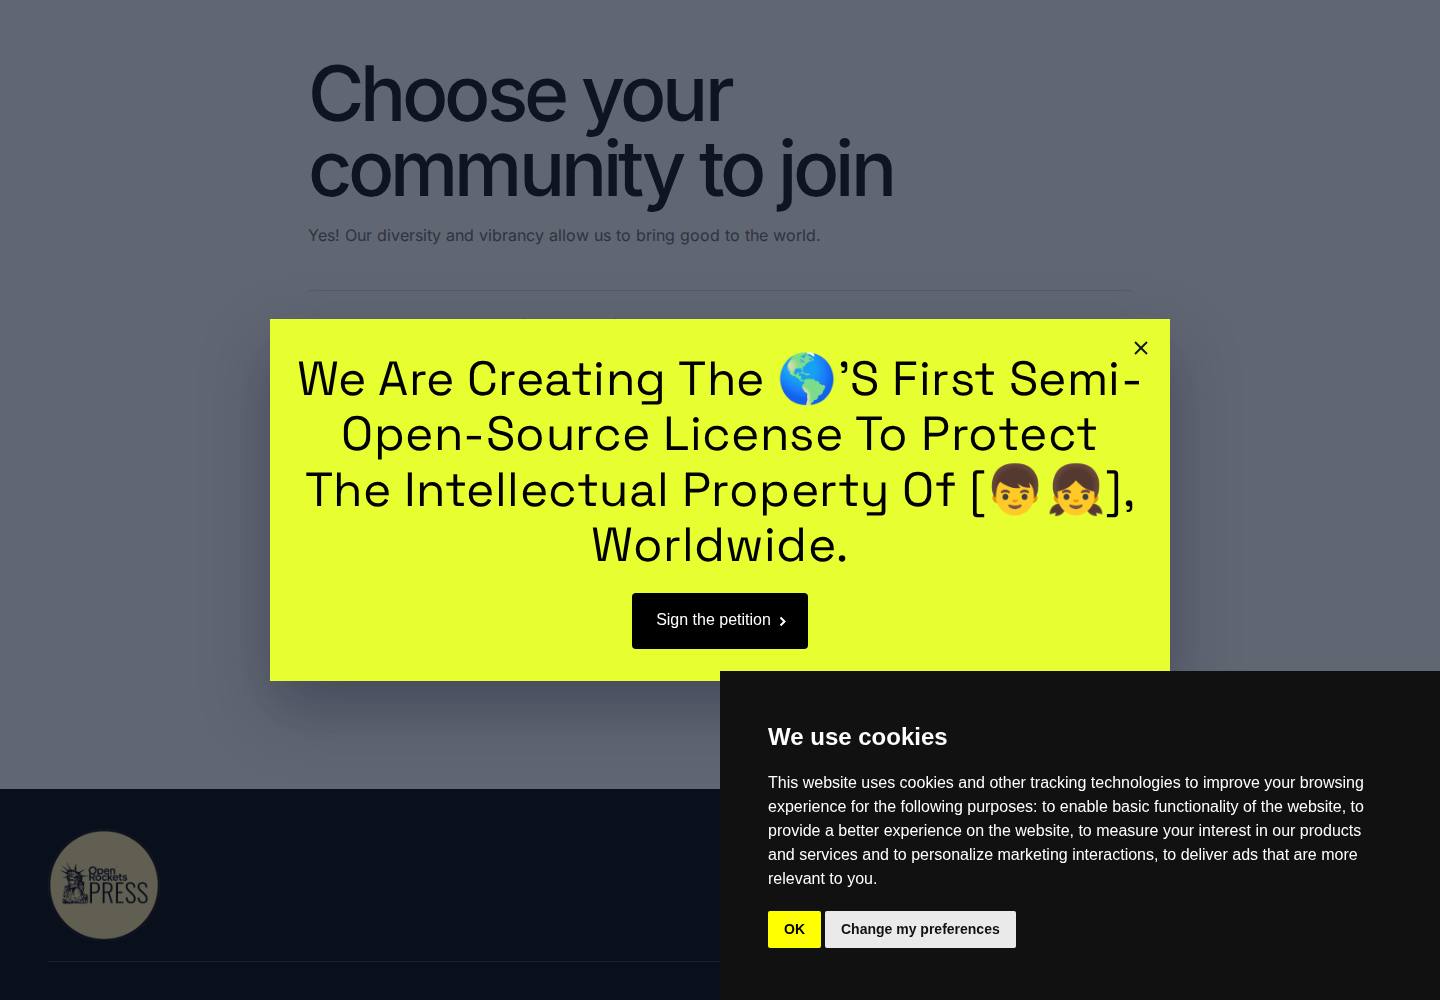 Choose your
community to join
Yes! Our diversity and vibrancy allow us to bring good to the world.
We Are Creating The 🌎'S First Semi-
Open-Source License To Protect
The Intellectual Property Of [👦👧],
Worldwide.
Sign the petition
Open
Rockets
PRESS
We use cookies
This website uses cookies and other tracking technologies to improve your browsing
experience for the following purposes: to enable basic functionality of the website, to
provide a better experience on the website, to measure your interest in our products
and services and to personalize marketing interactions, to deliver ads that are more
relevant to you.
OK
Change my preferences